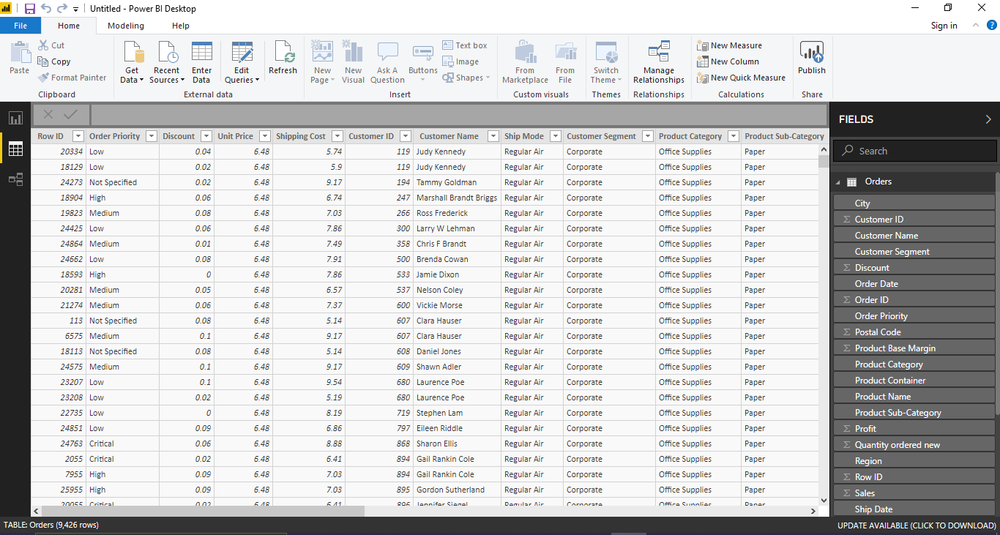 Untitled - Power BI Desktop
File Home Modeling Help Sign in
Paste Cut Copy Format Painter
Get Data Recent Sources Enter Data Edit Queries Refresh
New Page New Visual Ask A Question Buttons Text box Image Shapes
From Marketplace From File Switch Theme Manage Relationships
New Measure New Column New Quick Measure Publish
Clipboard External data Insert Custom visuals Themes Relationships Calculations Share
Row ID Order Priority Discount Unit Price Shipping Cost Customer ID Customer Name Ship Mode Customer Segment Product Category Product Sub-Category
20334 Low 0.04 6.48 5.74 119 Judy Kennedy Regular Air Corporate Office Supplies Paper
18129 Low 0.02 6.48 5.9 119 Judy Kennedy Regular Air Corporate Office Supplies Paper
24273 Not Specified 0.02 6.48 9.17 194 Tammy Goldman Regular Air Corporate Office Supplies Paper
18904 High 0.06 6.48 6.74 247 Marshall Brandt Briggs Regular Air Corporate Office Supplies Paper
19823 Medium 0.08 6.48 7.03 266 Ross Frederick Regular Air Corporate Office Supplies Paper
24425 Low 0.06 6.48 7.86 300 Larry W Lehman Regular Air Corporate Office Supplies Paper
24864 Medium 0.01 6.48 7.49 358 Chris F Brandt Regular Air Corporate Office Supplies Paper
24662 Low 0.08 6.48 7.91 500 Brenda Cowan Regular Air Corporate Office Supplies Paper
18593 High 0 6.48 7.86 533 Jamie Dixon Regular Air Corporate Office Supplies Paper
20281 Medium 0.05 6.48 6.57 537 Nelson Coley Regular Air Corporate Office Supplies Paper
21274 Medium 0.06 6.48 7.37 600 Vickie Morse Regular Air Corporate Office Supplies Paper
113 Not Specified 0.08 6.48 5.14 607 Clara Hauser Regular Air Corporate Office Supplies Paper
6575 Medium 0.1 6.48 9.17 607 Clara Hauser Regular Air Corporate Office Supplies Paper
18113 Not Specified 0.08 6.48 5.14 608 Daniel Jones Regular Air Corporate Office Supplies Paper
24575 Medium 0.1 6.48 9.17 609 Shawn Adler Regular Air Corporate Office Supplies Paper
23207 Low 0.1 6.48 9.54 680 Laurence Poe Regular Air Corporate Office Supplies Paper
23208 Low 0.02 6.48 5.19 680 Laurence Poe Regular Air Corporate Office Supplies Paper
22735 Low 0 6.48 8.19 719 Stephen Lam Regular Air Corporate Office Supplies Paper
24851 Low 0.09 6.48 6.86 797 Eileen Riddle Regular Air Corporate Office Supplies Paper
24763 Critical 0.06 6.48 8.88 868 Sharon Ellis Regular Air Corporate Office Supplies Paper
2055 Critical 0.02 6.48 6.41 894 Gail Rankin Cole Regular Air Corporate Office Supplies Paper
7955 High 0.09 6.48 7.03 894 Gail Rankin Cole Regular Air Corporate Office Supplies Paper
25955 High 0.09 6.48 7.03 895 Gordon Sutherland Regular Air Corporate Office Supplies Paper
20055 Critical 0.02 6.48 6.41 896 Jennifer Siegel Regular Air Corporate Office Supplies Paper
FIELDS
Search
Orders
City
Customer ID
Customer Name
Customer Segment
Discount
Order Date
Order ID
Order Priority
Postal Code
Product Base Margin
Product Category
Product Container
Product Name
Product Sub-Category
Profit
Quantity ordered new
Region
Row ID
Sales
Ship Date
TABLE: Orders (9,426 rows)
UPDATE AVAILABLE (CLICK TO DOWNLOAD)